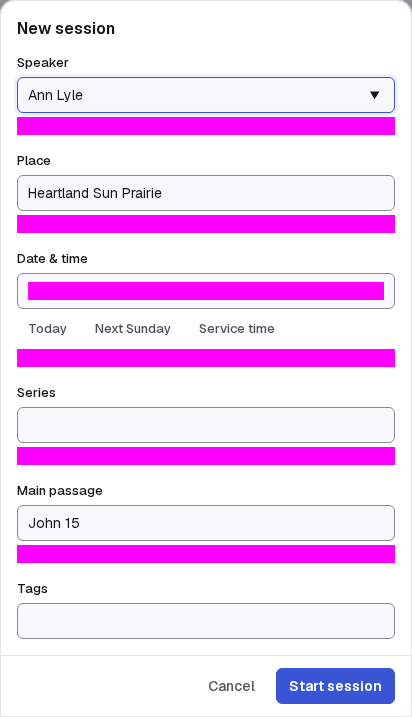 New session
Speaker
Ann Lyle
Place
Heartland Sun Prairie
Date & time
Today Next Sunday Service time
Series
Main passage
John 15
Tags
Cancel Start session